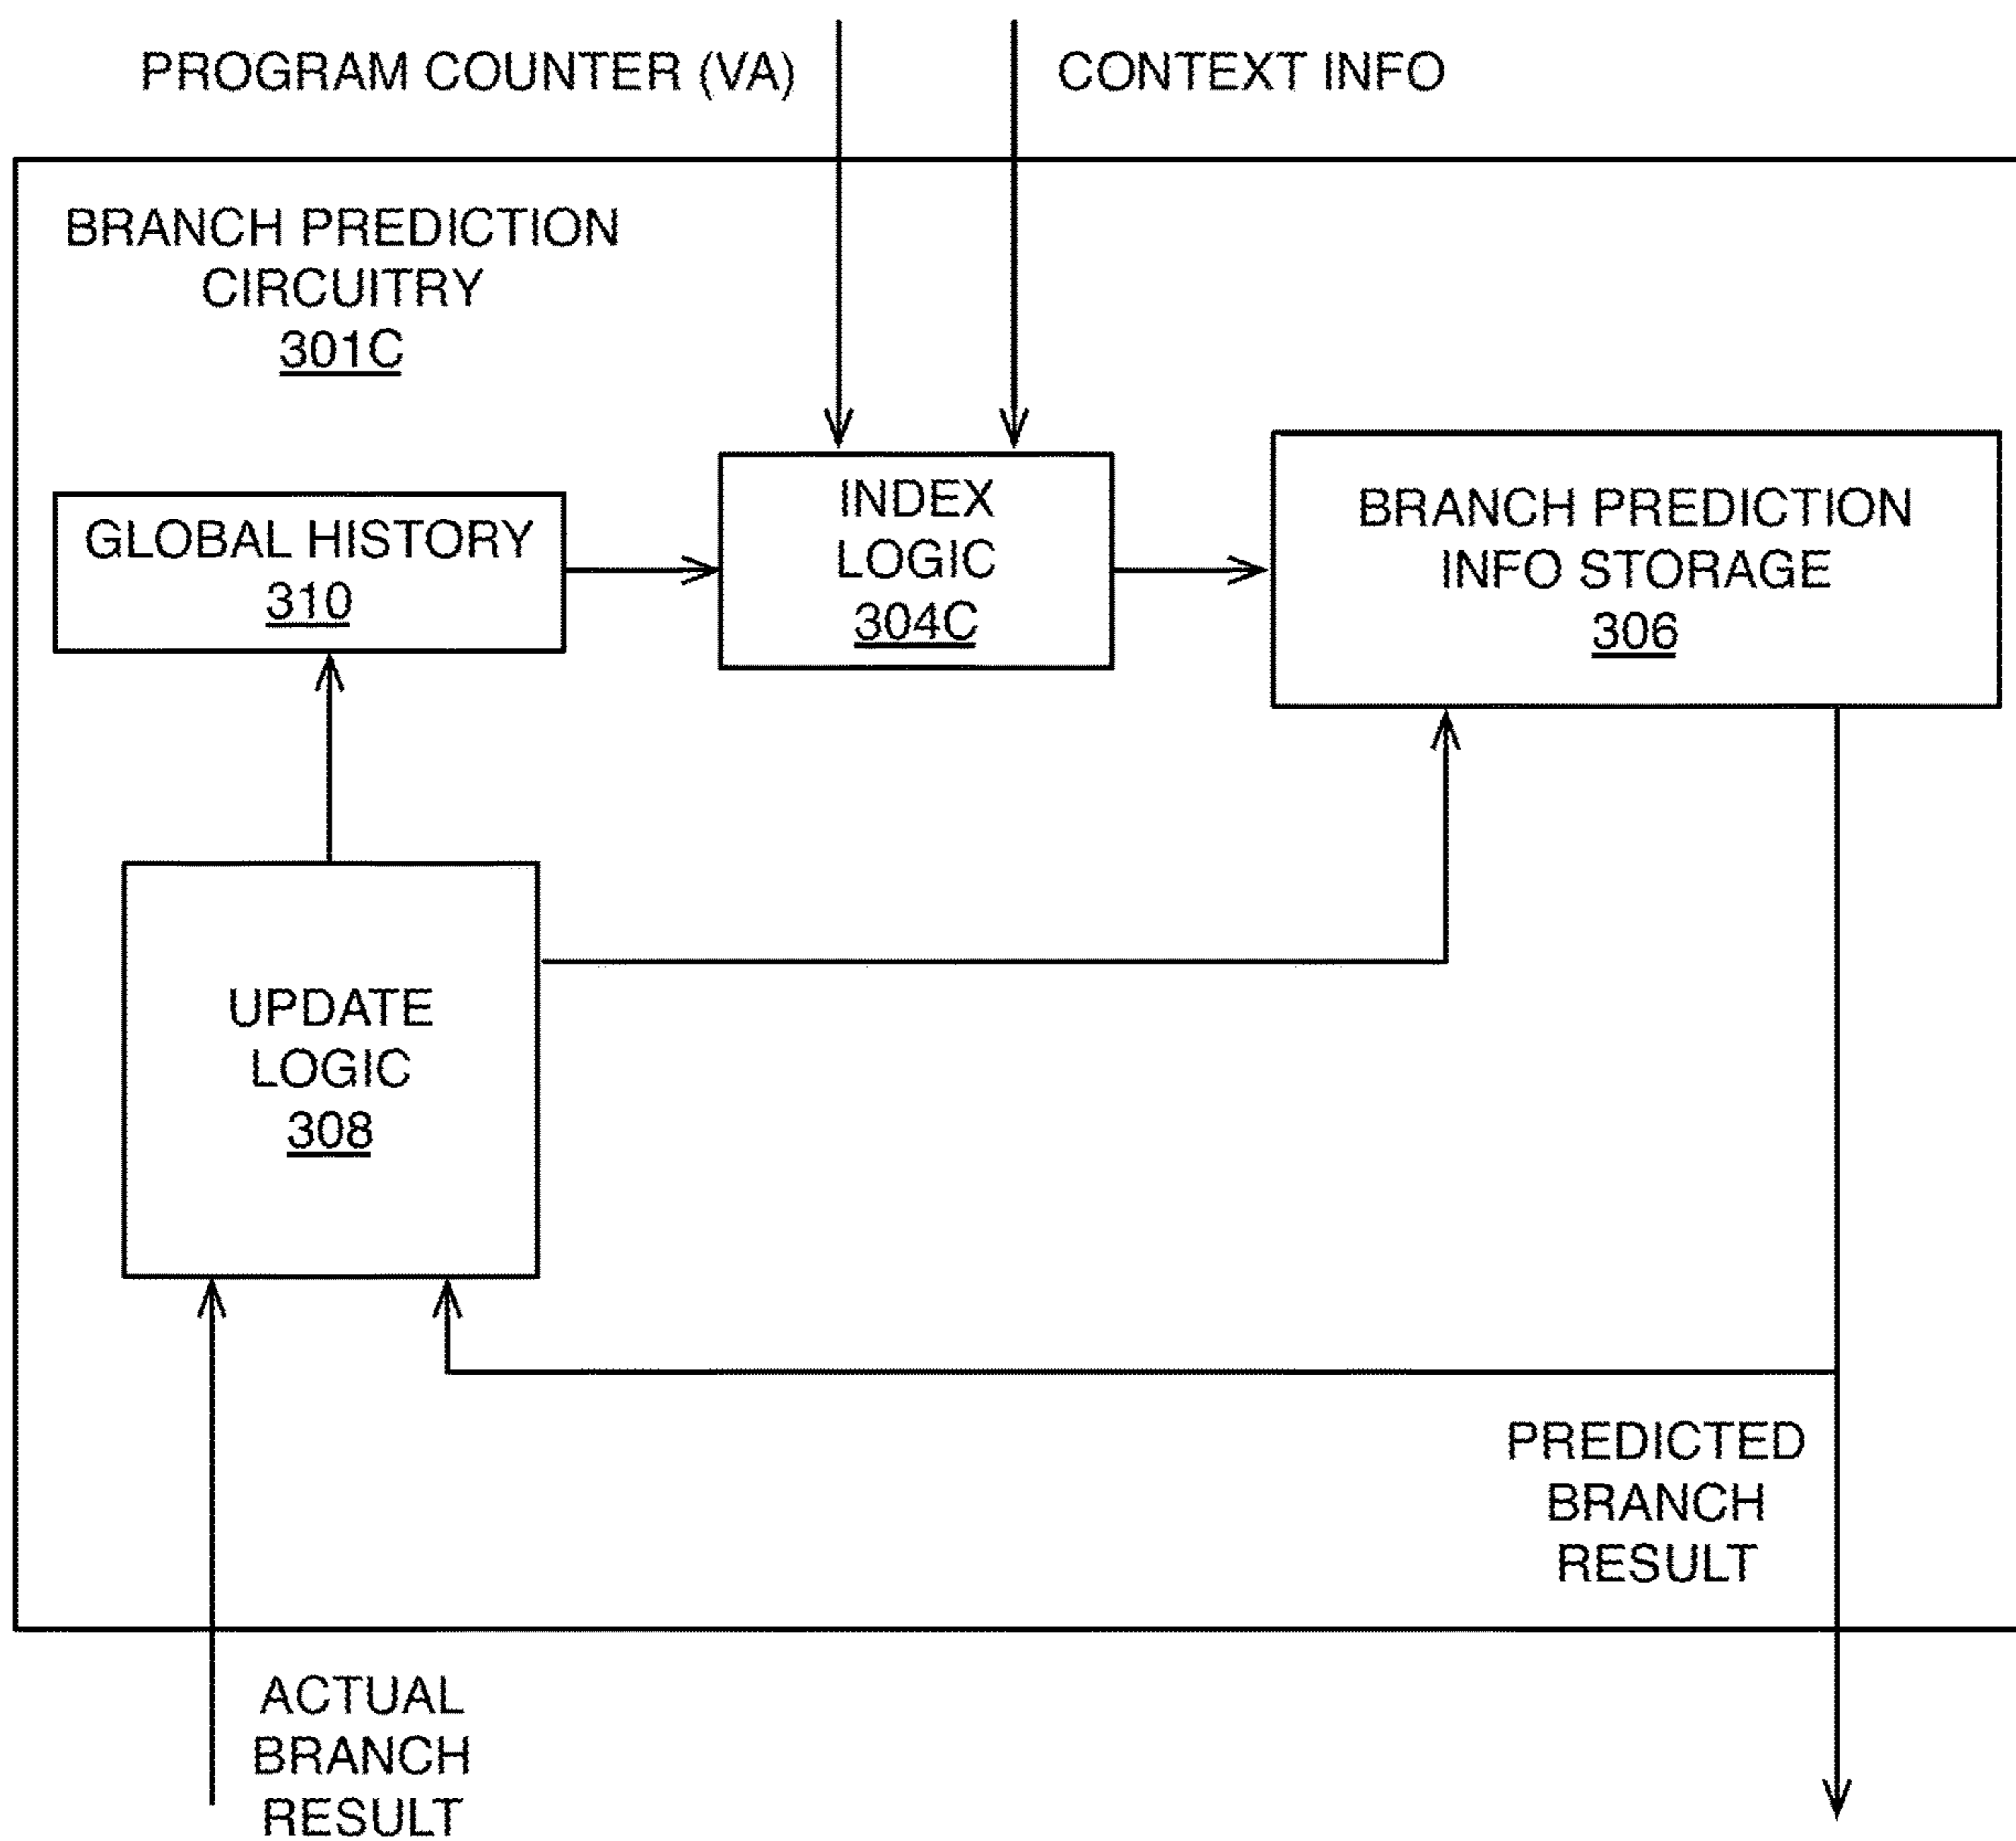 PROGRAM COUNTER (VA)
CONTEXT INFO
BRANCH PREDICTION
CIRCUITRY
301C
GLOBAL HISTORY
310
INDEX
LOGIC
304C
BRANCH PREDICTION
INFO STORAGE
306
UPDATE
LOGIC
308
PREDICTED
BRANCH
RESULT
ACTUAL
BRANCH
RESULT